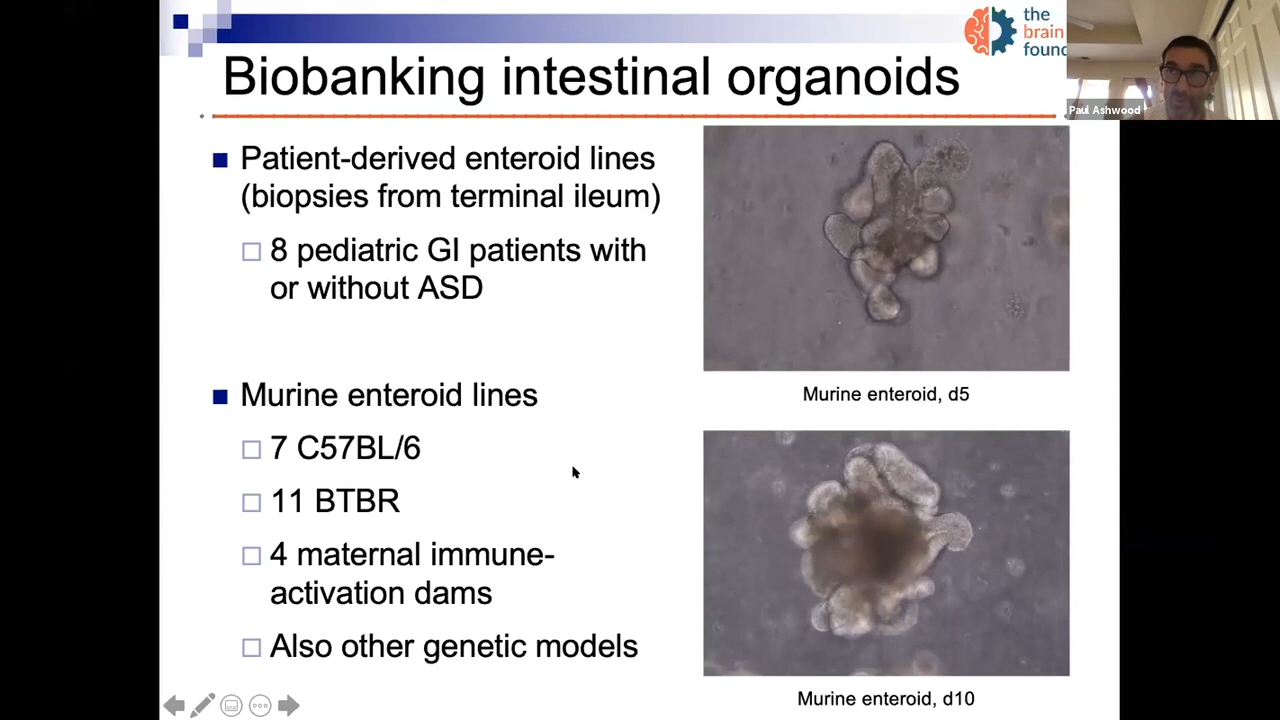 the
brain
found
Paul Ashwood
Biobanking intestinal organoids
Patient-derived enteroid lines
(biopsies from terminal ileum)
8 pediatric GI patients with
or without ASD
Murine enteroid, d5
Murine enteroid lines
7 C57BL/6
11 BTBR
4 maternal immune-
activation dams
Also other genetic models
Murine enteroid, d10